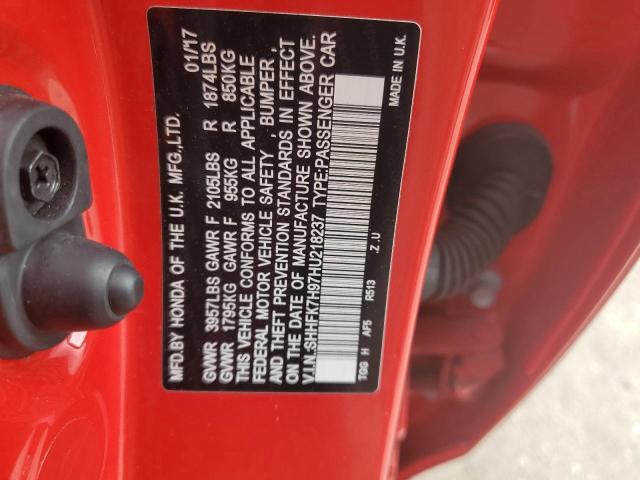 MFD.BY HONDA OF THE U.K. MFG.,LTD. 01/17
GVWR 3957LBS GAWR F 2105LBS R 1874LBS
GVWR 1795KG GAWR F 955KG R 850KG
THIS VEHICLE CONFORMS TO ALL APPLICABLE
FEDERAL MOTOR VEHICLE SAFETY , BUMPER ,
AND THEFT PREVENTION STANDARDS IN EFFECT
ON THE DATE OF MANUFACTURE SHOWN ABOVE.
V.I.N.:SHHFK7H97HU218237 TYPE:PASSENGER CAR
TGG H AF5 R513 .Z.U MADE IN U.K.